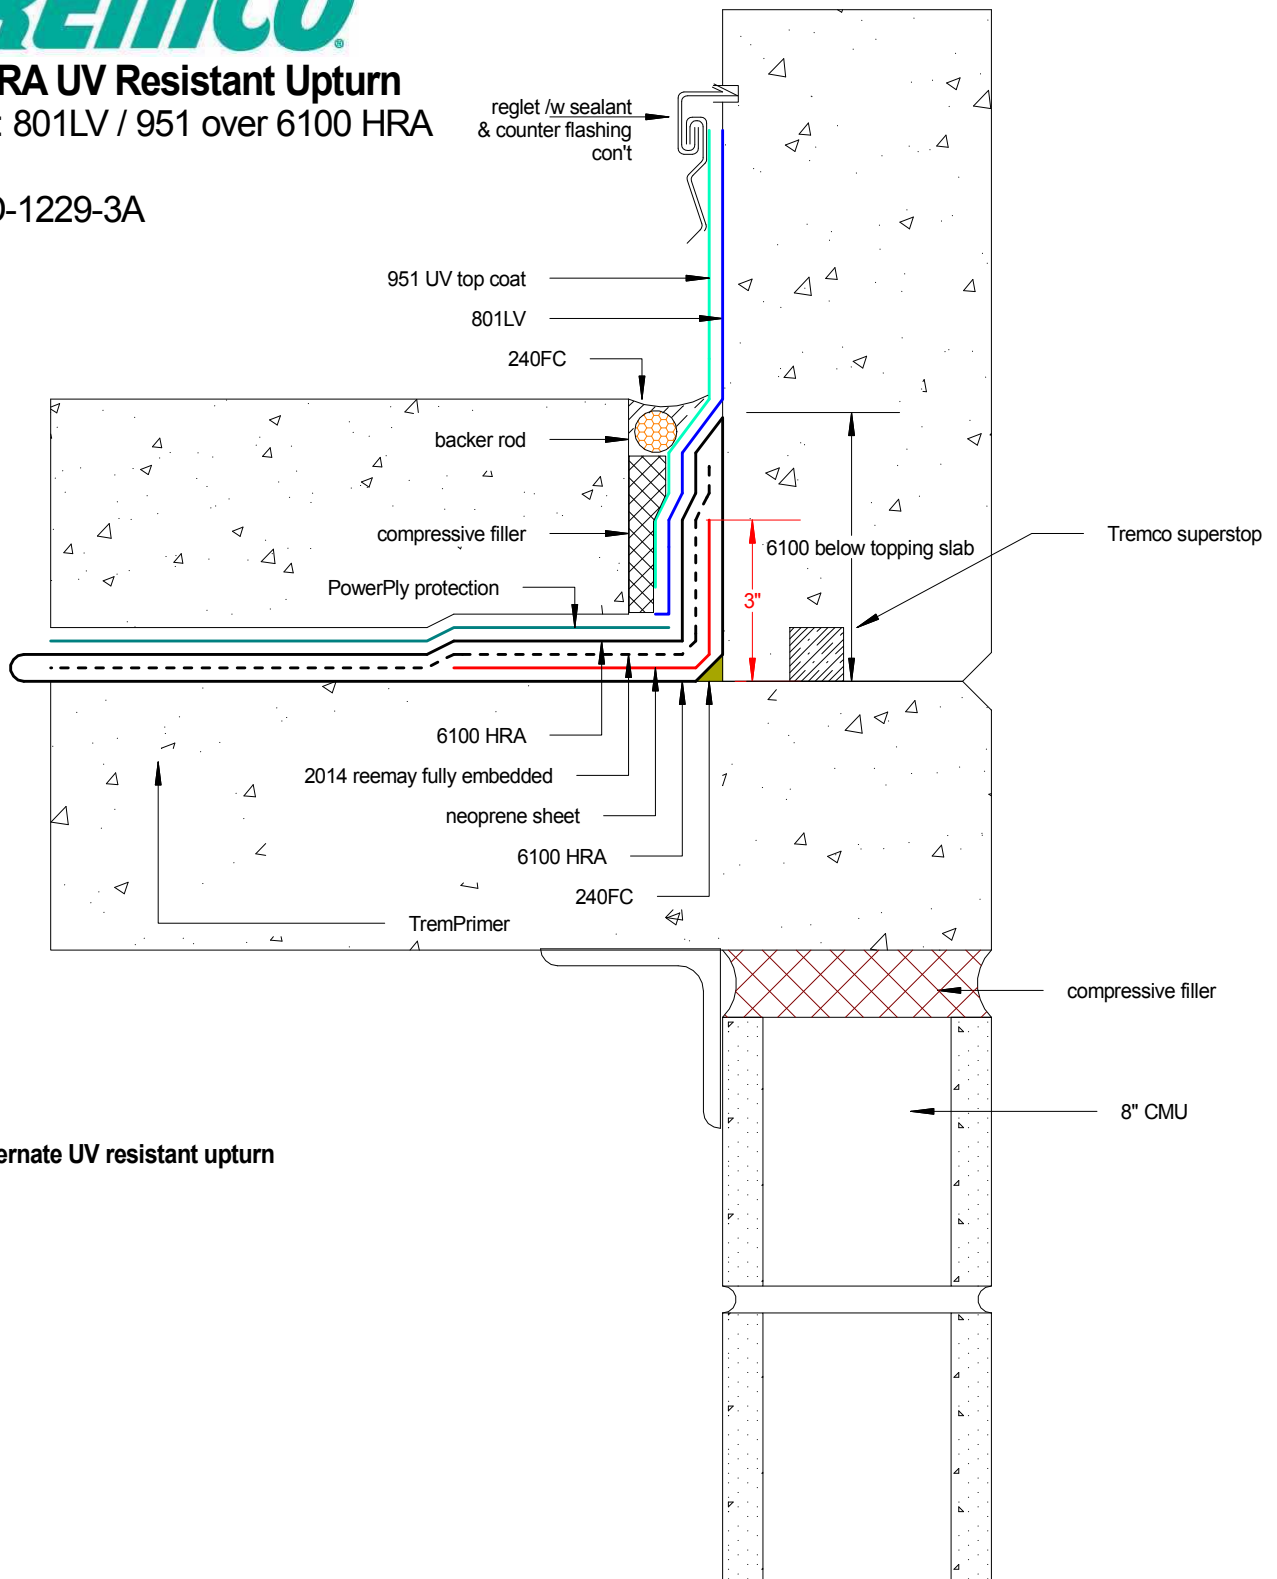 REMCO®
RA UV Resistant Upturn
: 801LV / 951 over 6100 HRA
-1229-3A
reglet /w sealant
& counter flashing
con't
951 UV top coat
801LV
240FC
backer rod
compressive filler
PowerPly protection
6100 below topping slab
3"
Tremco superstop
6100 HRA
2014 reemay fully embedded
neoprene sheet
6100 HRA
240FC
TremPrimer
compressive filler
8" CMU
ernate UV resistant upturn